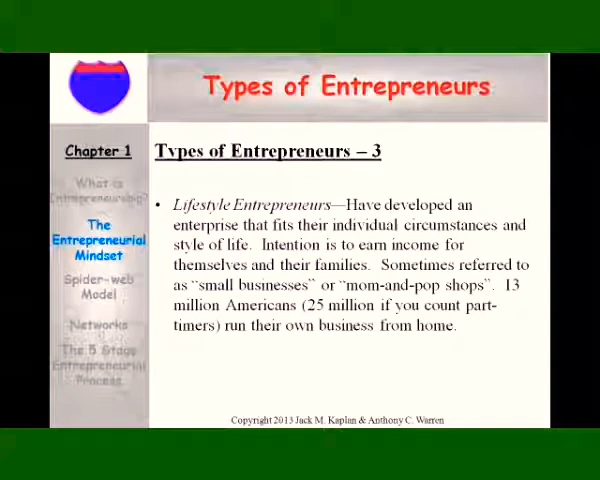 Types of Entrepreneurs
Chapter 1
Types of Entrepreneurs – 3
What is
Entrepreneurship?
The
Entrepreneurial
Mindset
Spider-web
Model
Networks
The 5 Stage
Entrepreneurial
Process
• Lifestyle Entrepreneurs—Have developed an
enterprise that fits their individual circumstances and
style of life. Intention is to earn income for
themselves and their families. Sometimes referred to
as “small businesses” or “mom-and-pop shops”. 13
million Americans (25 million if you count part-
timers) run their own business from home.
Copyright 2013 Jack M. Kaplan & Anthony C. Warren